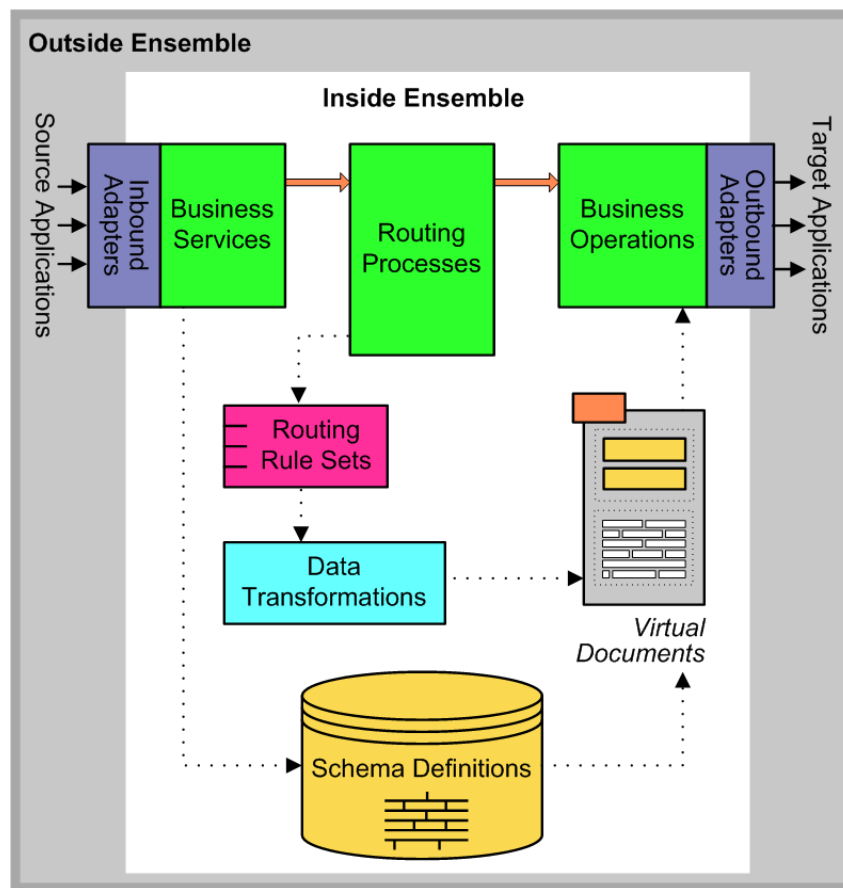 Outside Ensemble
Inside Ensemble
Source Applications
Inbound
Adapters
Business
Services
Routing
Processes
Business
Operations
Outbound
Adapters
Target Applications
Routing
Rule Sets
Data
Transformations
Virtual
Documents
Schema Definitions